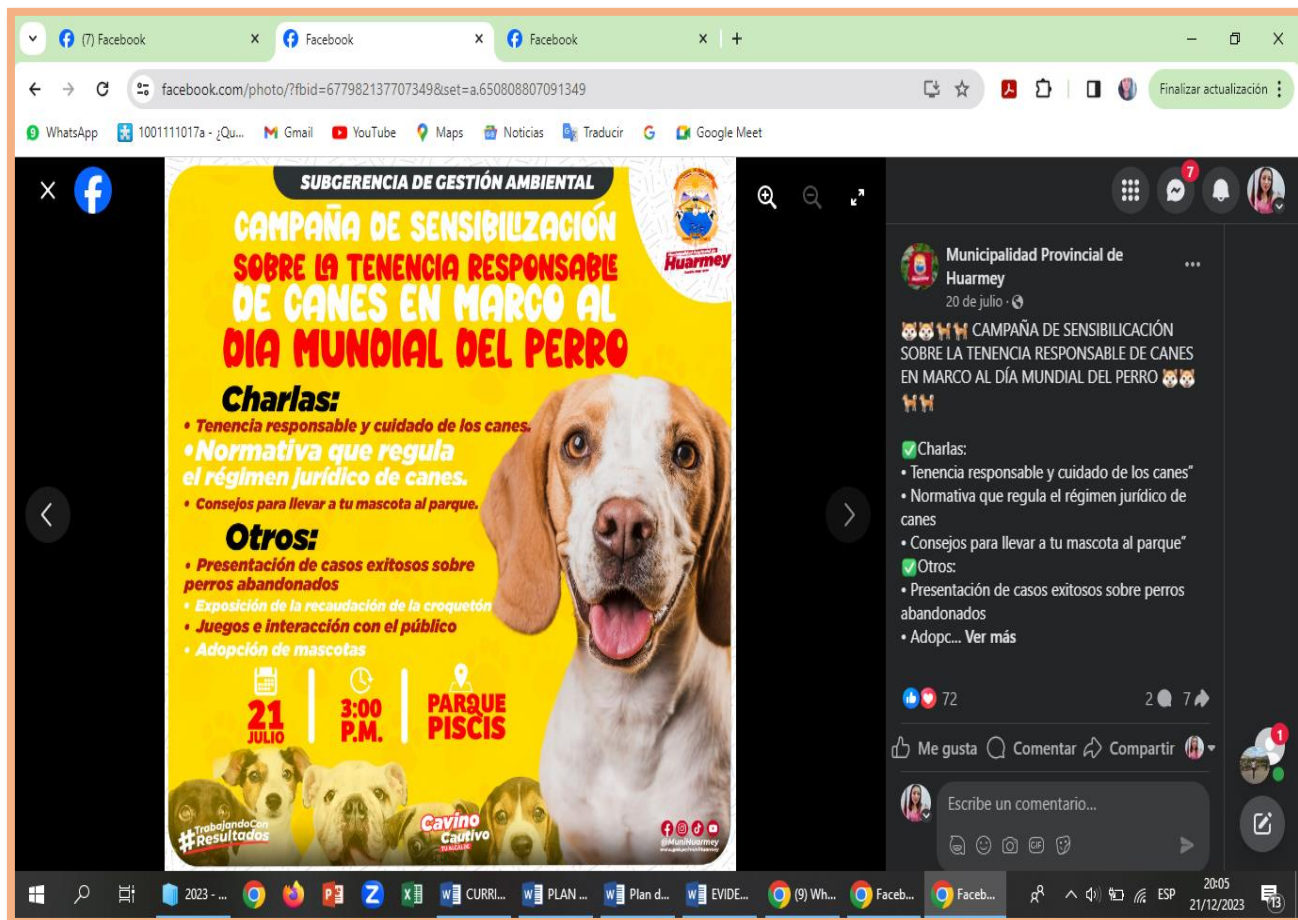 (7) Facebook
Facebook
Facebook
facebook.com/photo/?fbid=677982137707349&set=a.650808807091349
Finalizar actualización
WhatsApp
1001111017a - ¿Qu...
Gmail
YouTube
Maps
Noticias
Traducir
Google Meet
SUBGERENCIA DE GESTIÓN AMBIENTAL
CAMPAÑA DE SENSIBILIZACIÓN
SOBRE LA TENENCIA RESPONSABLE
DE CANES EN MARCO AL
DIA MUNDIAL DEL PERRO
Huarmey
Charlas:
• Tenencia responsable y cuidado de los canes.
• Normativa que regula
el régimen jurídico de canes.
• Consejos para llevar a tu mascota al parque.
Otros:
• Presentación de casos exitosos sobre
perros abandonados
• Exposición de la recaudación de la croquetón
• Juegos e interacción con el público
• Adopción de mascotas
21
JULIO
3:00
P.M.
PARQUE
PISCIS
#TrabajandoCon
Resultados
Cavino
Cautivo
TU ALCALDE
@MuniHuarmey
7
Municipalidad Provincial de
Huarmey
20 de julio ·
CAMPAÑA DE SENSIBILICACIÓN
SOBRE LA TENENCIA RESPONSABLE DE CANES
EN MARCO AL DÍA MUNDIAL DEL PERRO
✅Charlas:
• Tenencia responsable y cuidado de los canes"
• Normativa que regula el régimen jurídico de
canes
• Consejos para llevar a tu mascota al parque"
✅Otros:
• Presentación de casos exitosos sobre perros
abandonados
• Adopc... Ver más
72
2
7
Me gusta
Comentar
Compartir
1
Escribe un comentario...
GIF
2023 - ...
CURRI...
PLAN ...
Plan d...
EVIDE...
(9) Wh...
Faceb...
Faceb...
ESP
20:05
21/12/2023
13